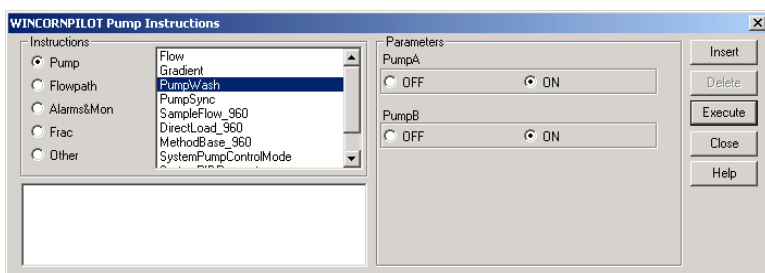 WINCORNPILOT Pump Instructions
Instructions
Pump
Flowpath
Alarms&Mon
Frac
Other
Flow
Gradient
PumpWash
PumpSync
SampleFlow_960
DirectLoad_960
MethodBase_960
SystemPumpControlMode
Parameters
PumpA
OFF ON
PumpB
OFF ON
Insert
Delete
Execute
Close
Help